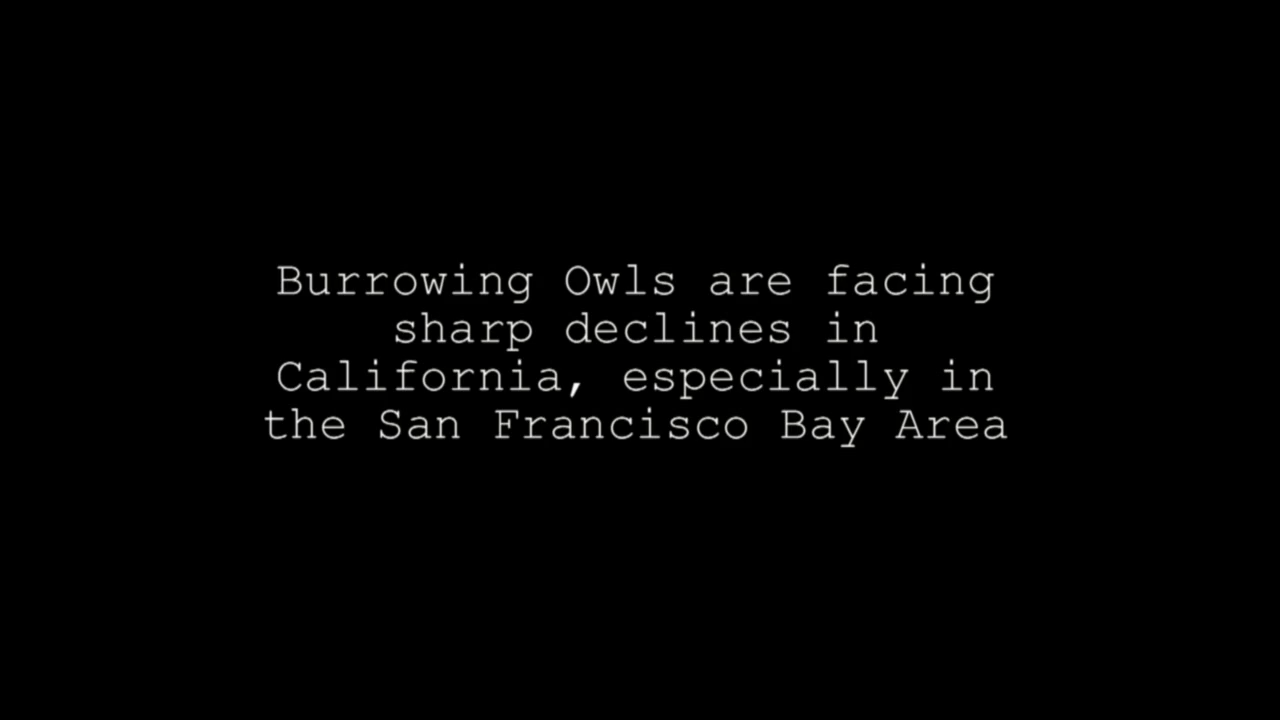 Burrowing Owls are facing
sharp declines in
California, especially in
the San Francisco Bay Area